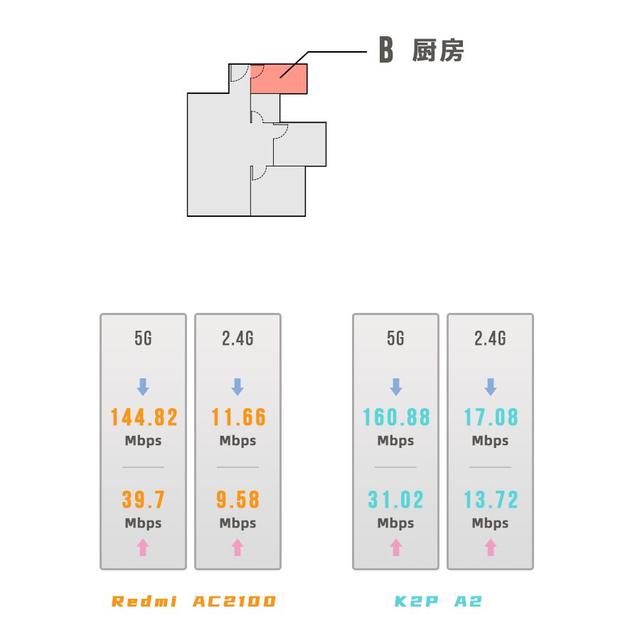 B 厨房
5G 2.4G 5G 2.4G
144.82 11.66 160.88 17.08
Mbps Mbps Mbps Mbps
39.7 9.58 31.02 13.72
Mbps Mbps Mbps Mbps
Redmi AC2100 K2P A2